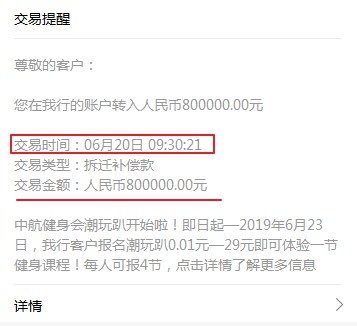 交易提醒
尊敬的客户：
您在我行的账户转入人民币800000.00元
交易时间：06月20日 09:30:21
交易类型：拆迁补偿款
交易金额：人民币800000.00元
中航健身会潮玩趴开始啦！即日起—2019年6月23
日，我行客户报名潮玩趴0.01元—29元即可体验一节
健身课程！每人可报4节，点击详情了解更多信息
详情